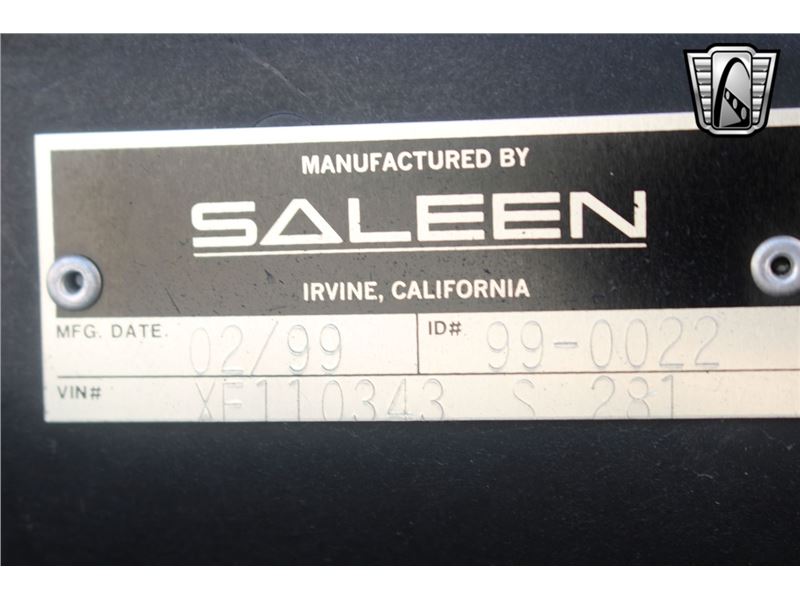 MANUFACTURED BY
SALEEN
IRVINE, CALIFORNIA
MFG. DATE. 02/99 ID# 99-0022
VIN# XF110343 S 281